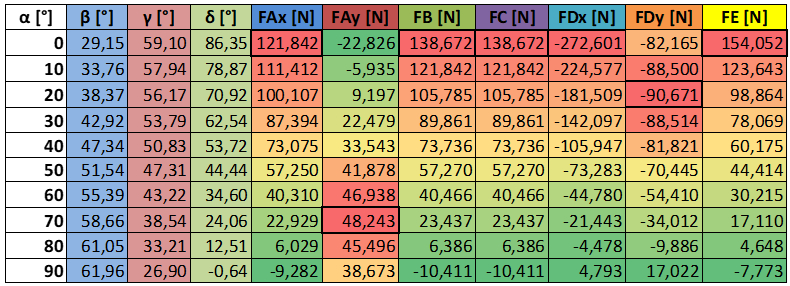 α [°] β [°] γ [°] δ [°] FAx [N] FAy [N] FB [N] FC [N] FDx [N] FDy [N] FE [N]
0 29,15 59,10 86,35 121,842 -22,826 138,672 138,672 -272,601 -82,165 154,052
10 33,76 57,94 78,87 111,412 -5,935 121,842 121,842 -224,577 -88,500 123,643
20 38,37 56,17 70,92 100,107 9,197 105,785 105,785 -181,509 -90,671 98,864
30 42,92 53,79 62,54 87,394 22,479 89,861 89,861 -142,097 -88,514 78,069
40 47,34 50,83 53,72 73,075 33,543 73,736 73,736 -105,947 -81,821 60,175
50 51,54 47,31 44,44 57,250 41,878 57,270 57,270 -73,283 -70,445 44,414
60 55,39 43,22 34,60 40,310 46,938 40,466 40,466 -44,780 -54,410 30,215
70 58,66 38,54 24,06 22,929 48,243 23,437 23,437 -21,443 -34,012 17,110
80 61,05 33,21 12,51 6,029 45,496 6,386 6,386 -4,478 -9,886 4,648
90 61,96 26,90 -0,64 -9,282 38,673 -10,411 -10,411 4,793 17,022 -7,773